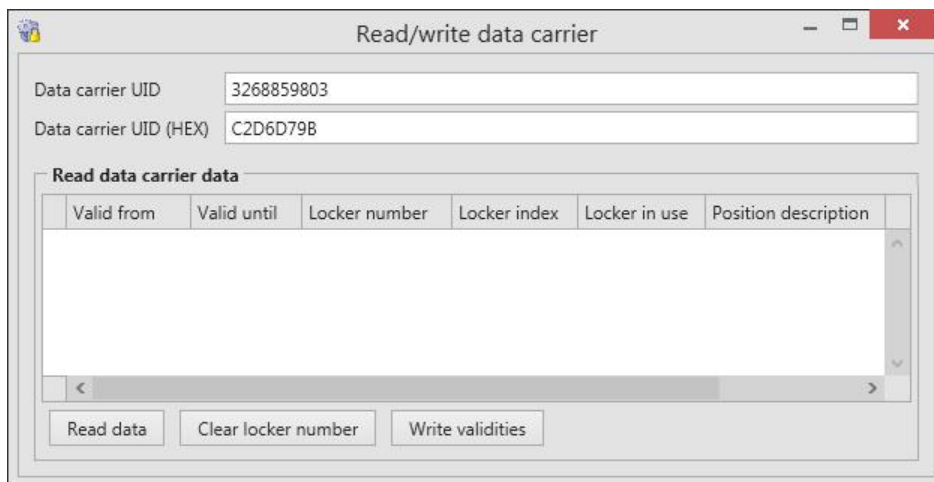 Read/write data carrier
Data carrier UID 3268859803
Data carrier UID (HEX) C2D6D79B
Read data carrier data
Valid from Valid until Locker number Locker index Locker in use Position description
Read data Clear locker number Write validities